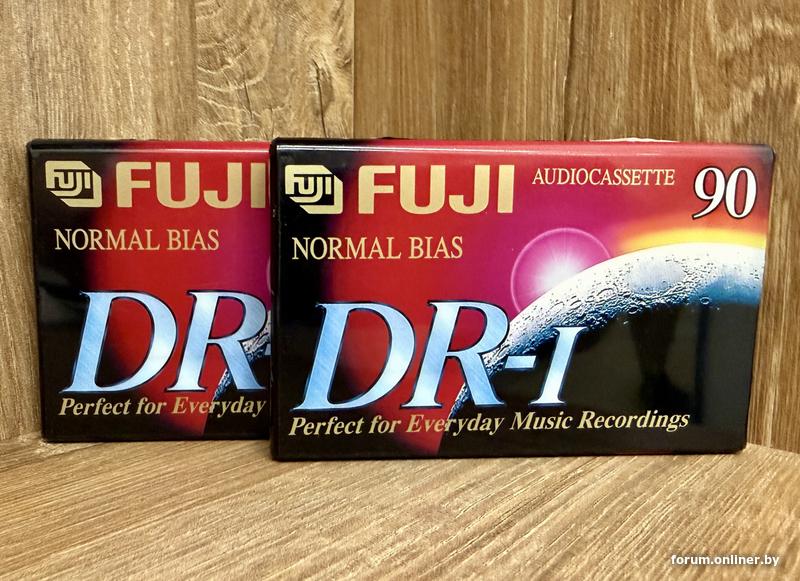 FUJI FUJI
NORMAL BIAS
DR-
Perfect for Everyday
FUJI FUJI AUDIOCASSETTE 90
NORMAL BIAS
DR-I
Perfect for Everyday Music Recordings
forum.onliner.by